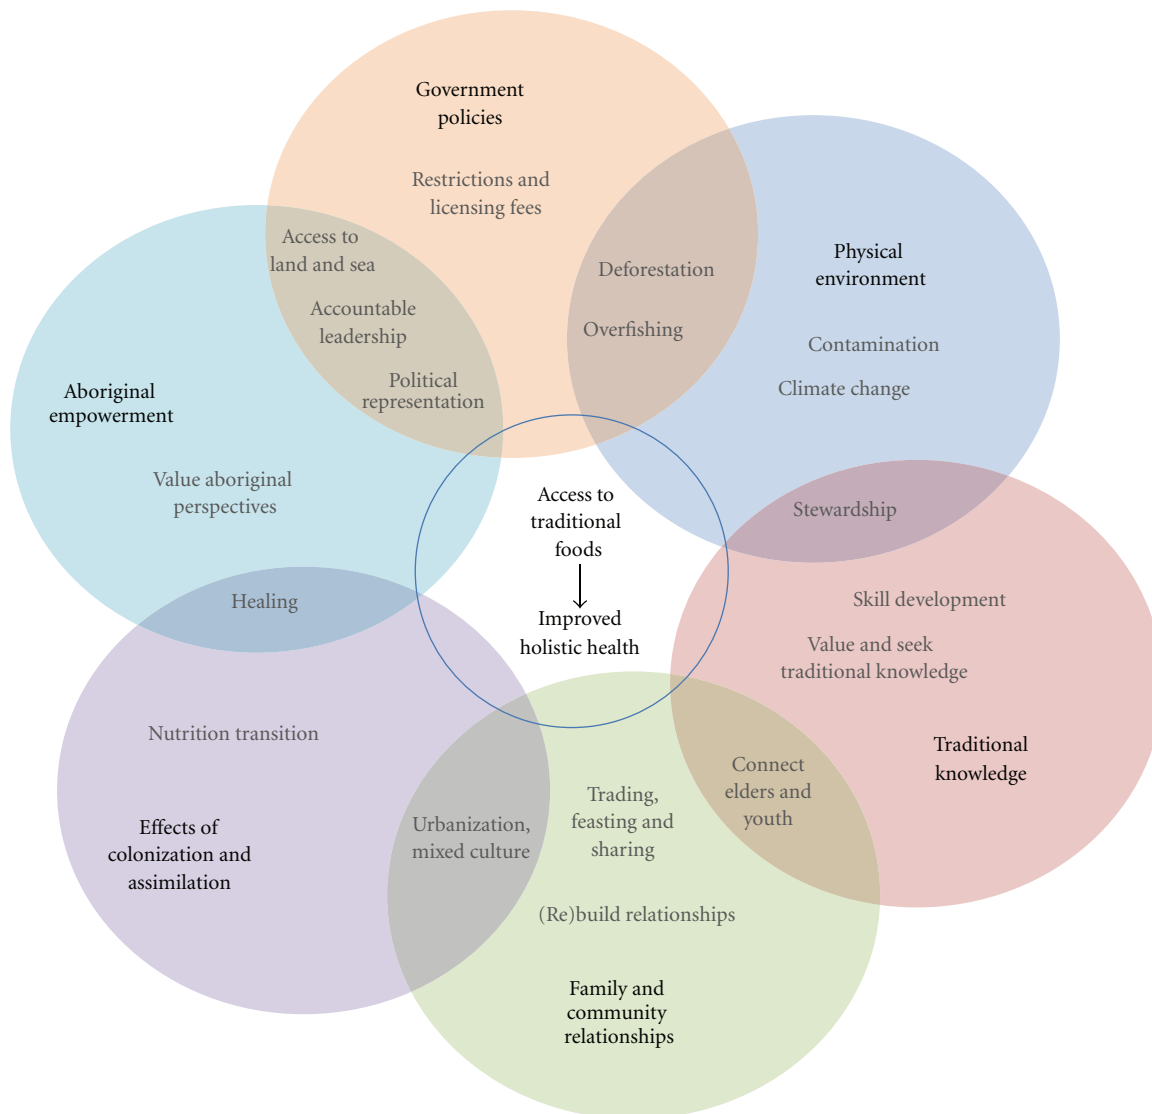 Government
policies
Restrictions and
licensing fees
Access to
land and sea
Accountable
leadership
Political
representation
Deforestation
Overfishing
Physical
environment
Contamination
Climate change
Aboriginal
empowerment
Value aboriginal
perspectives
Access to
traditional
foods
Improved
holistic health
Stewardship
Skill development
Value and seek
traditional knowledge
Traditional
knowledge
Healing
Nutrition transition
Effects of
colonization and
assimilation
Urbanization,
mixed culture
Trading,
feasting and
sharing
Connect
elders and
youth
(Re)build relationships
Family and
community
relationships